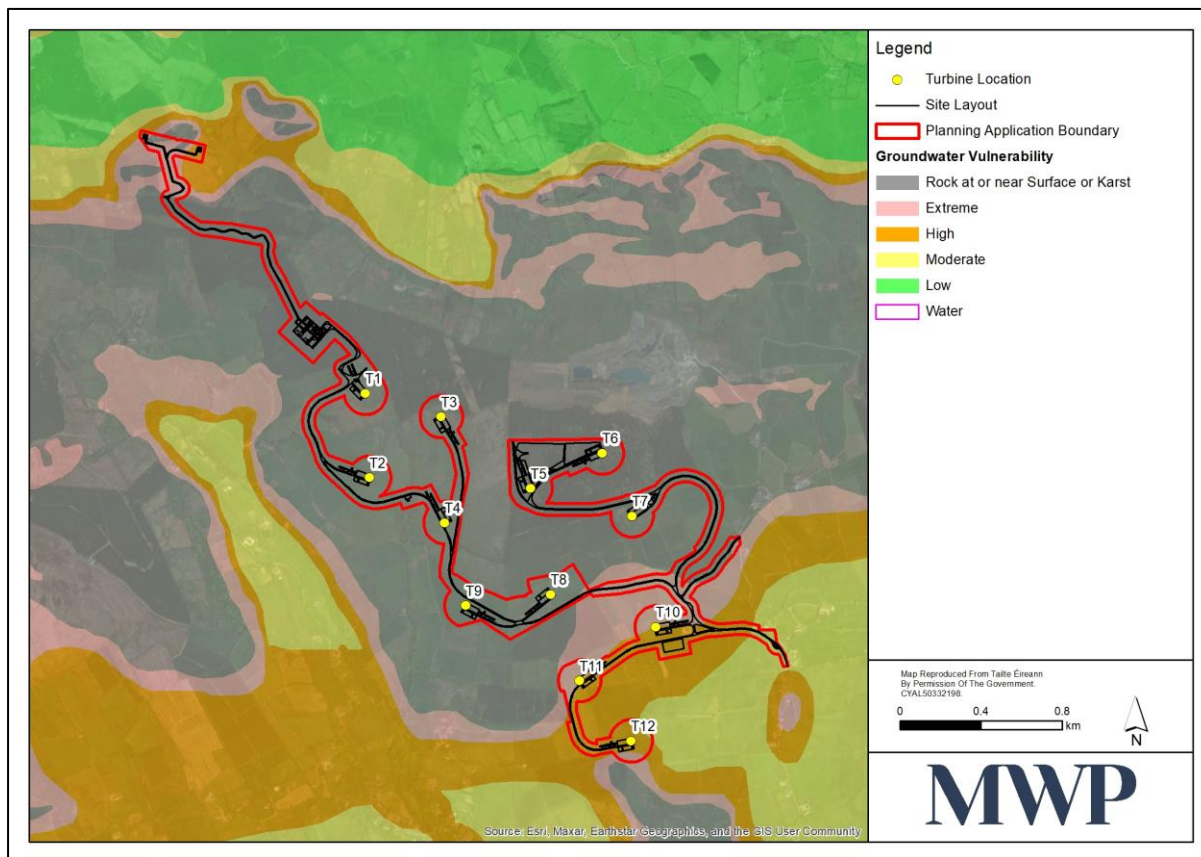 T1
T3
T6
T2
T5
T7
T4
T8
T9
T10
T11
T12
Source: Esri, Maxar, Earthstar Geographics, and the GIS User Community
Legend
Turbine Location
Site Layout
Planning Application Boundary
Groundwater Vulnerability
Rock at or near Surface or Karst
Extreme
High
Moderate
Low
Water
Map Reproduced From Tailte Éireann
By Permission Of The Government.
CYAL50332198.
0 0.4 0.8
km
N
MWP